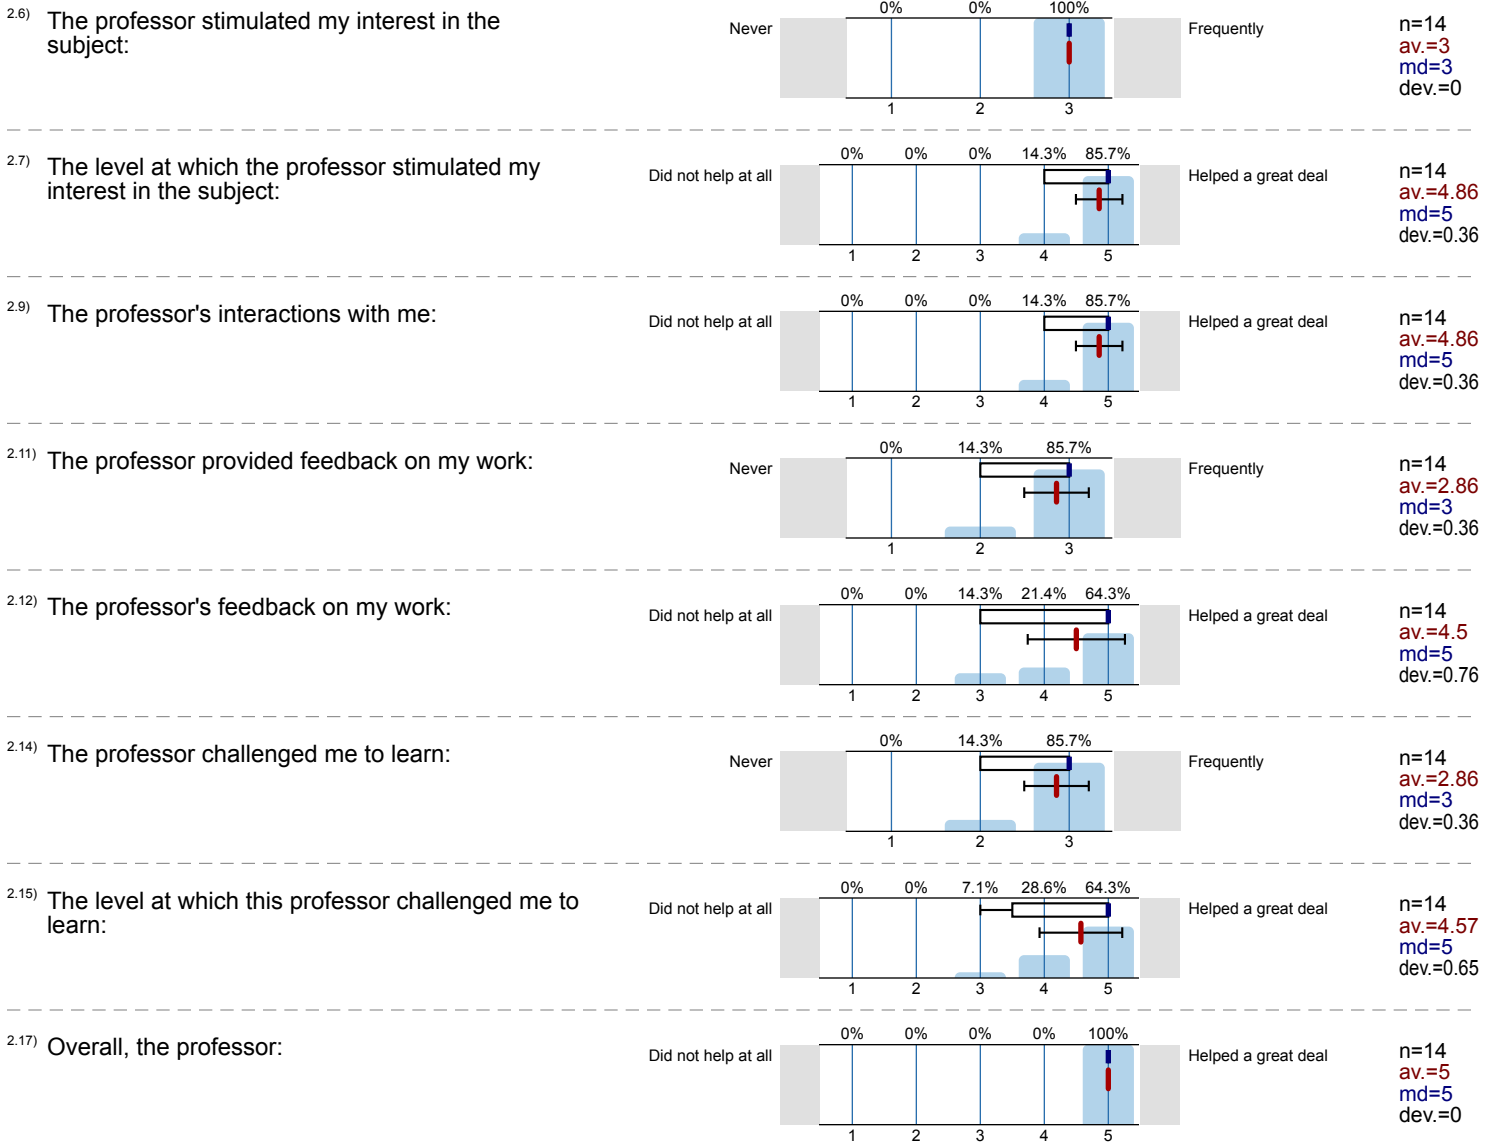 2.6) The professor stimulated my interest in the
subject:
0% 0% 100%
Never
Frequently
1 2 3
n=14
av.=3
md=3
dev.=0
2.7) The level at which the professor stimulated my
interest in the subject:
0% 0% 0% 14.3% 85.7%
Did not help at all
Helped a great deal
1 2 3 4 5
n=14
av.=4.86
md=5
dev.=0.36
2.9) The professor's interactions with me:
0% 0% 0% 14.3% 85.7%
Did not help at all
Helped a great deal
1 2 3 4 5
n=14
av.=4.86
md=5
dev.=0.36
2.11) The professor provided feedback on my work:
0% 14.3% 85.7%
Never
Frequently
1 2 3
n=14
av.=2.86
md=3
dev.=0.36
2.12) The professor's feedback on my work:
0% 0% 14.3% 21.4% 64.3%
Did not help at all
Helped a great deal
1 2 3 4 5
n=14
av.=4.5
md=5
dev.=0.76
2.14) The professor challenged me to learn:
0% 14.3% 85.7%
Never
Frequently
1 2 3
n=14
av.=2.86
md=3
dev.=0.36
2.15) The level at which this professor challenged me to
learn:
0% 0% 7.1% 28.6% 64.3%
Did not help at all
Helped a great deal
1 2 3 4 5
n=14
av.=4.57
md=5
dev.=0.65
2.17) Overall, the professor:
0% 0% 0% 0% 100%
Did not help at all
Helped a great deal
1 2 3 4 5
n=14
av.=5
md=5
dev.=0